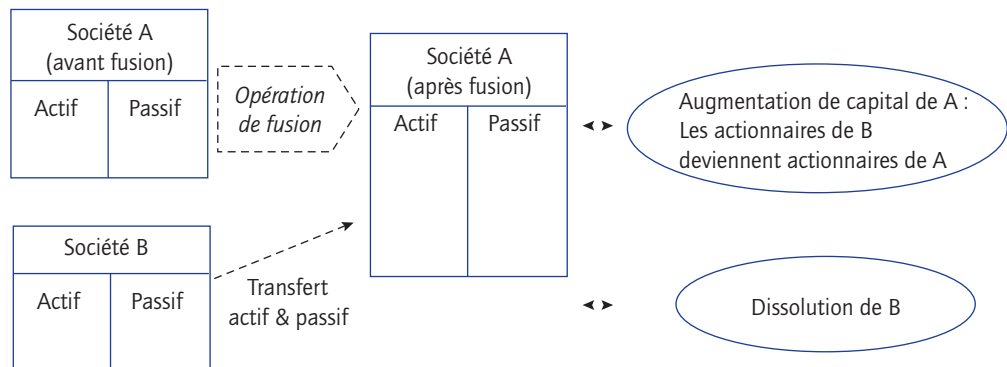 Société A
(avant fusion)
Actif
Passif
Opération
de fusion
Société A
(après fusion)
Actif
Passif
Augmentation de capital de A :
Les actionnaires de B
deviennent actionnaires de A
Société B
Actif
Passif
Transfert
actif & passif
Dissolution de B